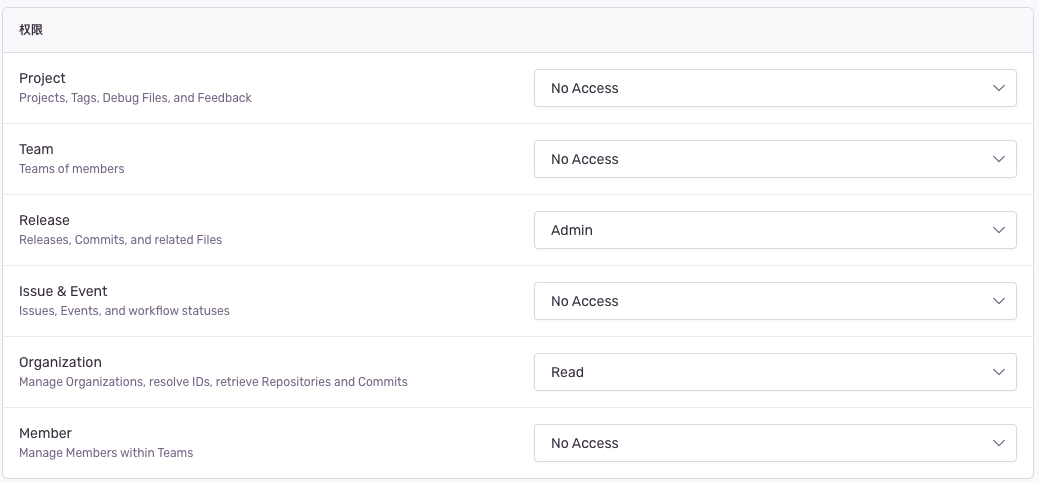 权限
Project
Projects, Tags, Debug Files, and Feedback
No Access
Team
Teams of members
No Access
Release
Releases, Commits, and related Files
Admin
Issue & Event
Issues, Events, and workflow statuses
No Access
Organization
Manage Organizations, resolve IDs, retrieve Repositories and Commits
Read
Member
Manage Members within Teams
No Access